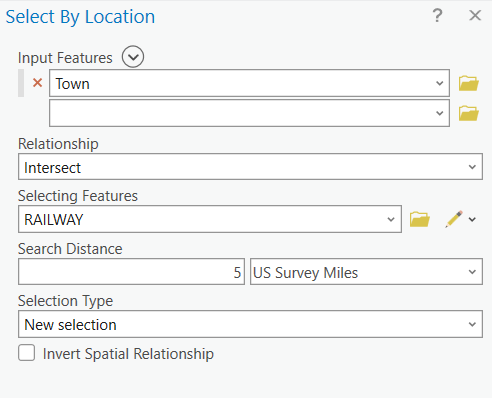 Select By Location ?
Input Features
Town
Relationship
Intersect
Selecting Features
RAILWAY
Search Distance
5 US Survey Miles
Selection Type
New selection
Invert Spatial Relationship